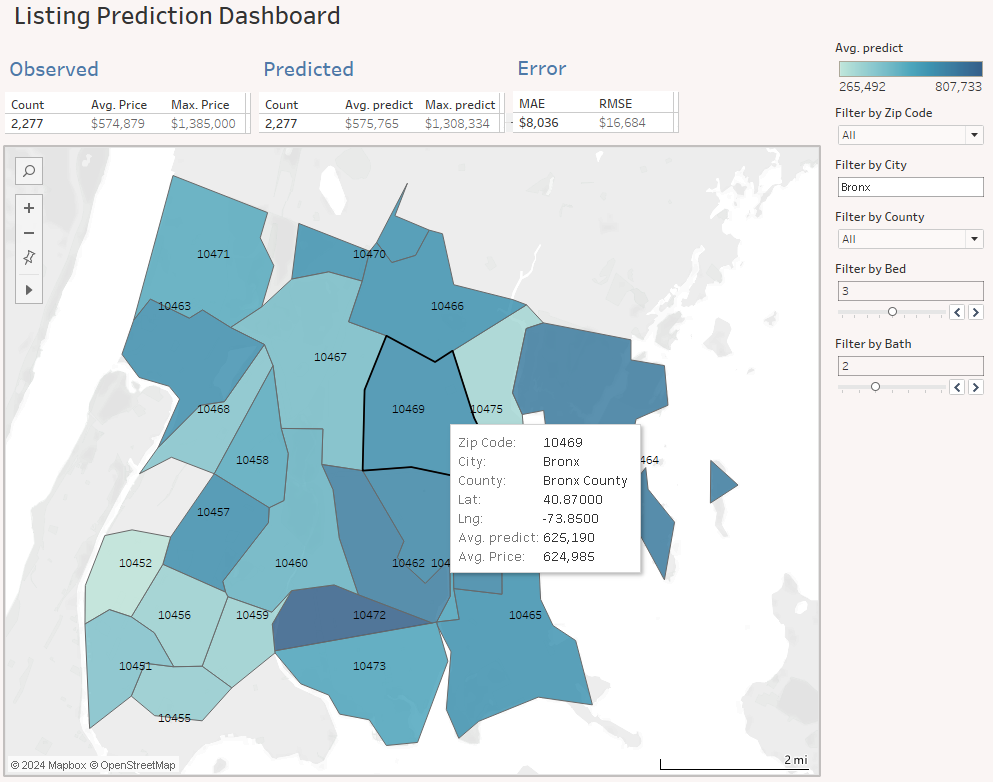 Listing Prediction Dashboard
Observed
Count Avg. Price Max. Price
2,277 $574,879 $1,385,000
Predicted
Count Avg. predict Max. predict
2,277 $575,765 $1,308,334
Error
MAE RMSE
$8,036 $16,684
Avg. predict
265,492 807,733
Filter by Zip Code
All
Filter by City
Bronx
Filter by County
All
Filter by Bed
3
Filter by Bath
2
10471
10470
10463
10466
10467
10468
10469
10475
10458
464
Zip Code: 10469
City: Bronx
County: Bronx County
Lat: 40.87000
Lng: -73.8500
Avg. predict: 625,190
Avg. Price: 624,985
10457
10452
10460
10462
104
10456
10459
10472
10465
10451
10473
10455
© 2024 Mapbox © OpenStreetMap
2 mi